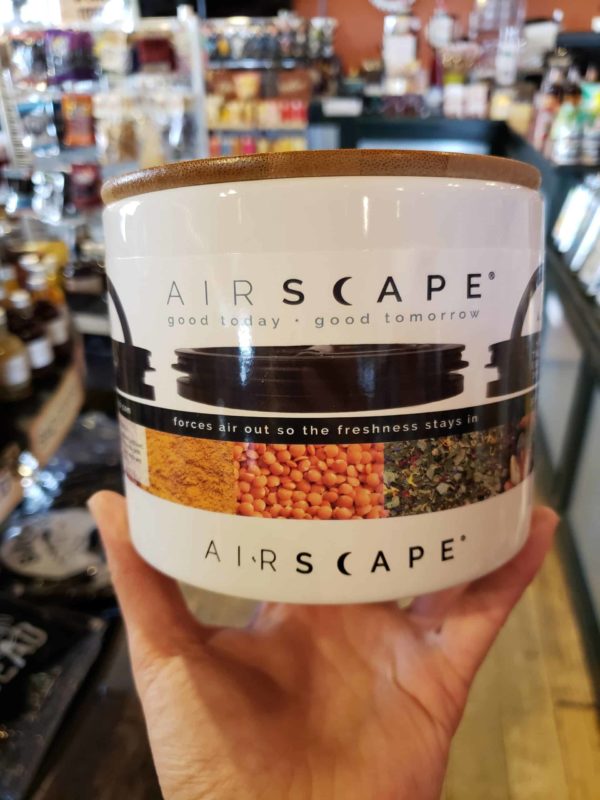 AIRSCAPE®
good today · good tomorrow
forces air out so the freshness stays in
AIRSCAPE®